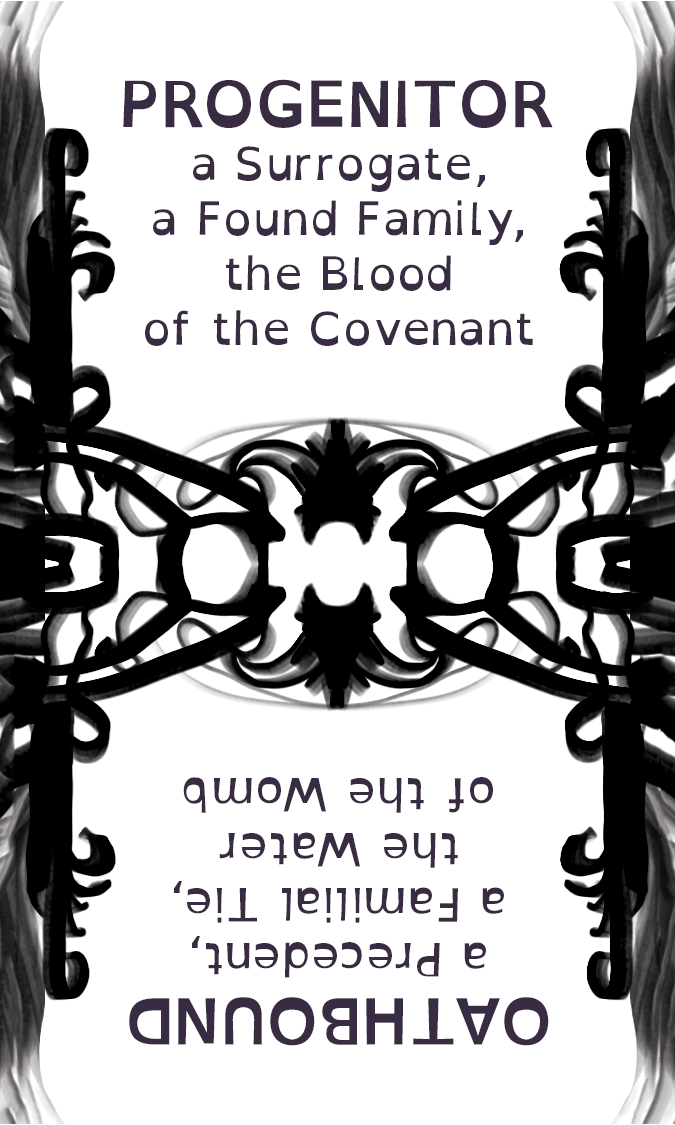 PROGENITOR
a Surrogate,
a Found Family,
the Blood
of the Covenant
OATHBOUND
a Precedent,
a Familial Tie,
the Water
of the Womb